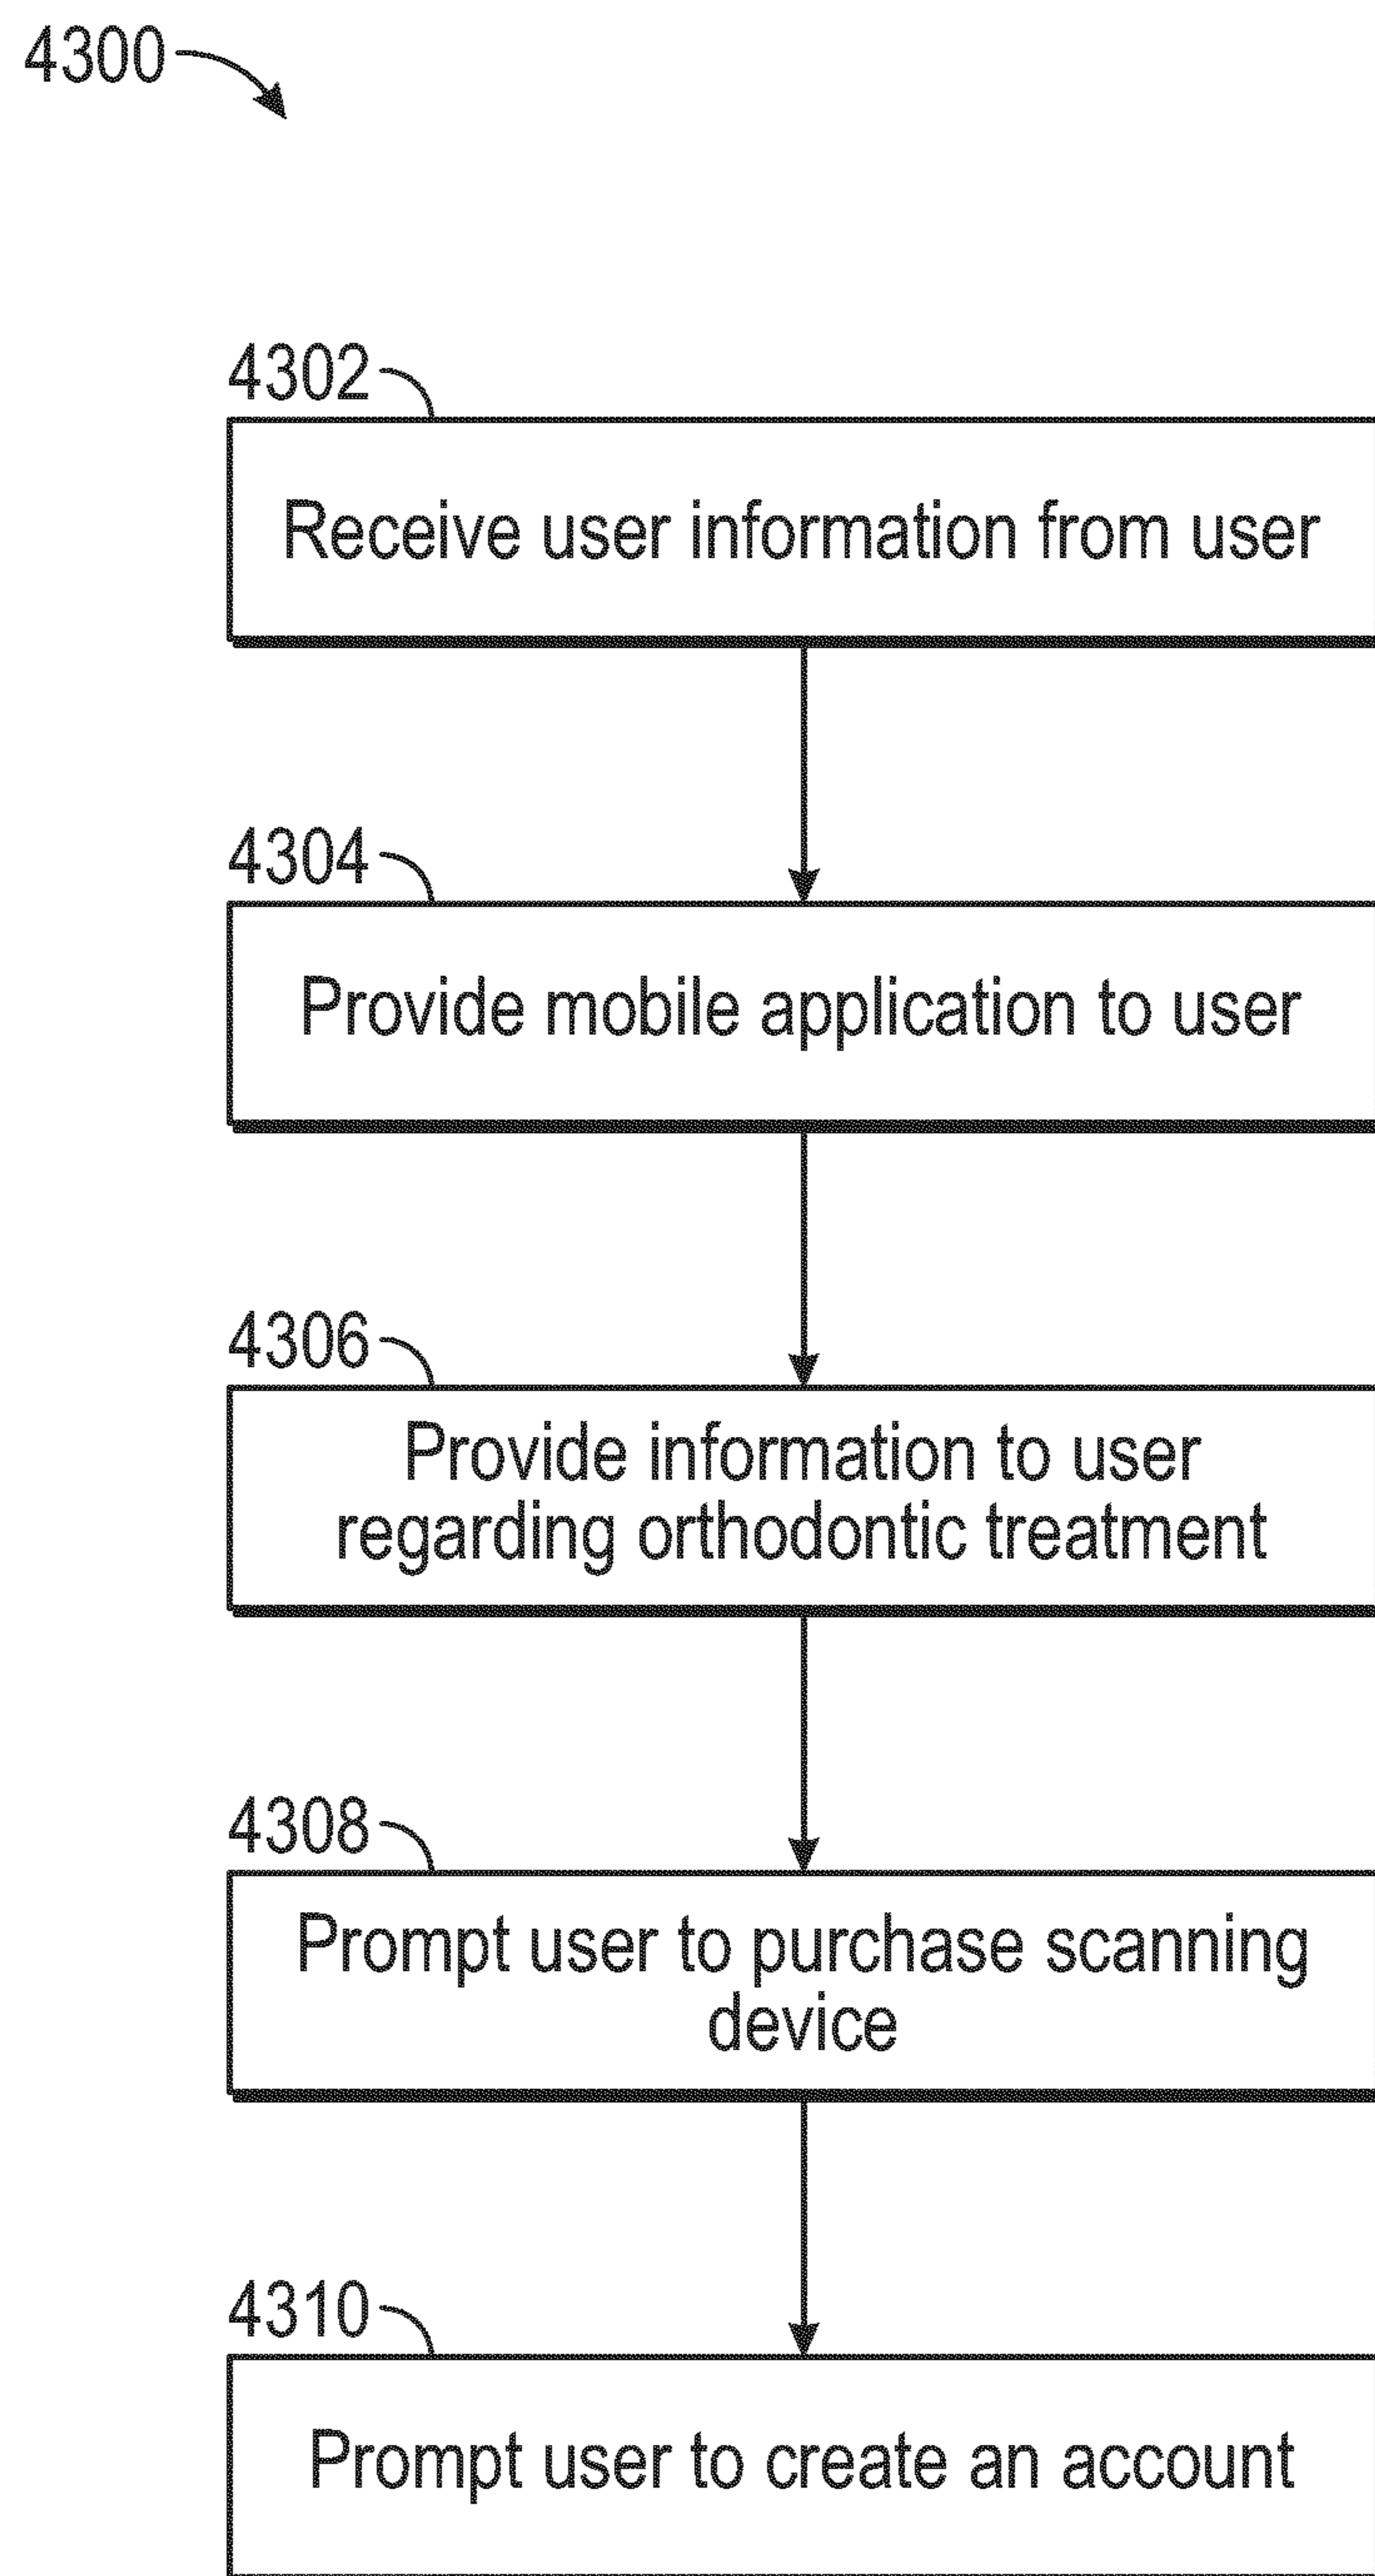 4300
4302
Receive user information from user
4304
Provide mobile application to user
4306
Provide information to user
regarding orthodontic treatment
4308
Prompt user to purchase scanning
device
4310
Prompt user to create an account